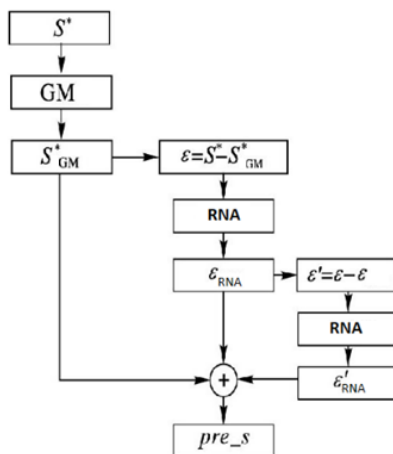 S*
GM
S*GM
ε=S*-S*GM
RNA
εRNA
ε'=ε-ε
RNA
ε'RNA
+
pre_s